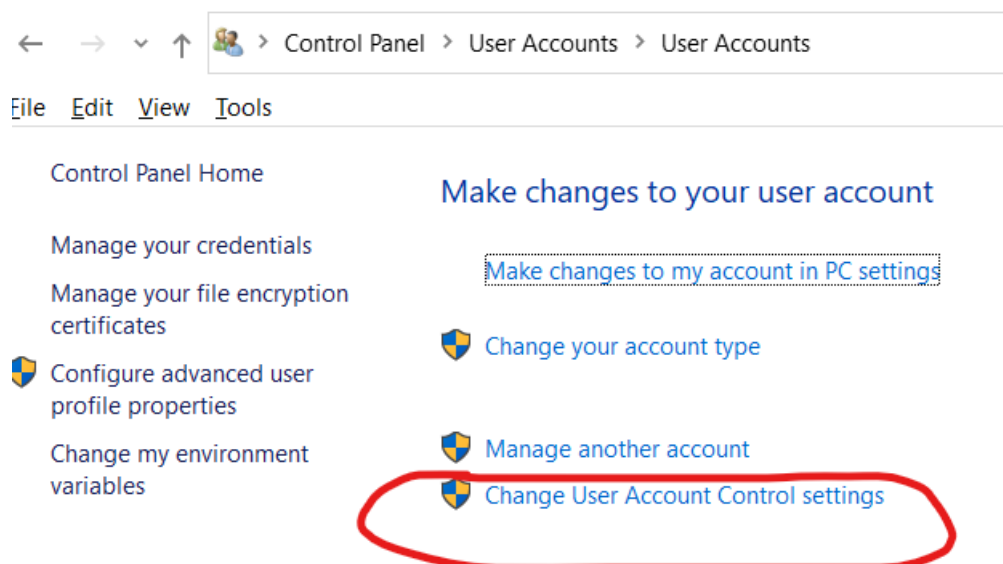 Control Panel > User Accounts > User Accounts
File Edit View Tools
Control Panel Home
Manage your credentials
Manage your file encryption
certificates
Configure advanced user
profile properties
Change my environment
variables
Make changes to your user account
Make changes to my account in PC settings
Change your account type
Manage another account
Change User Account Control settings